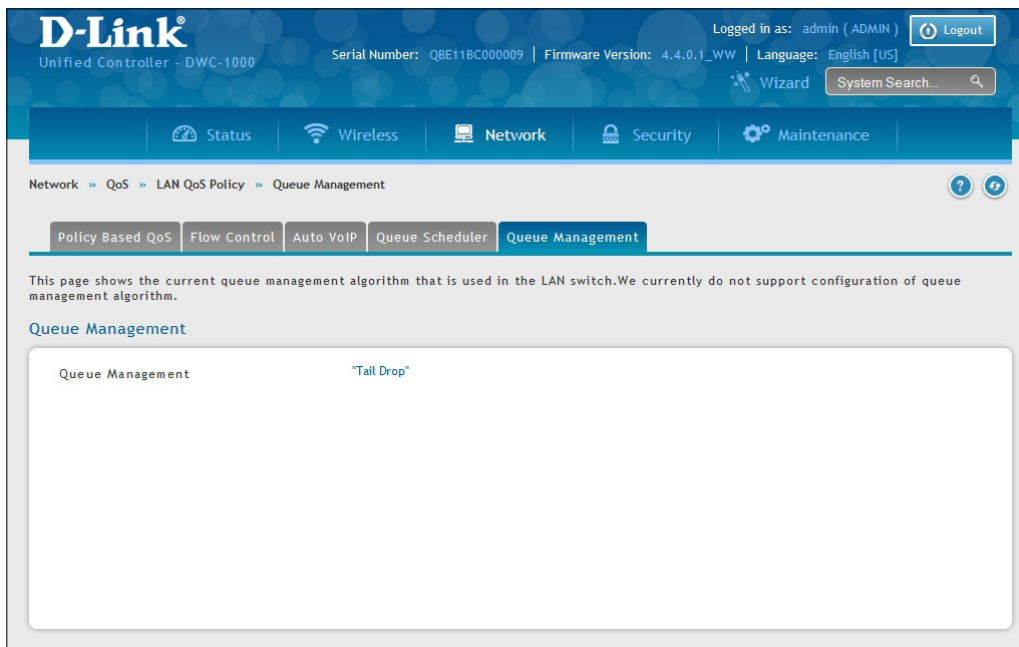 D-Link®
Unified Controller - DWC-1000
Logged in as: admin ( ADMIN ) Logout
Serial Number: QBE11BC000009 | Firmware Version: 4.4.0.1_WW | Language: English [US]
Wizard System Search...
Status Wireless Network Security Maintenance
Network » QoS » LAN QoS Policy » Queue Management ?
Policy Based QoS Flow Control Auto VoIP Queue Scheduler Queue Management
This page shows the current queue management algorithm that is used in the LAN switch.We currently do not support configuration of queue
management algorithm.
Queue Management
Queue Management "Tail Drop"